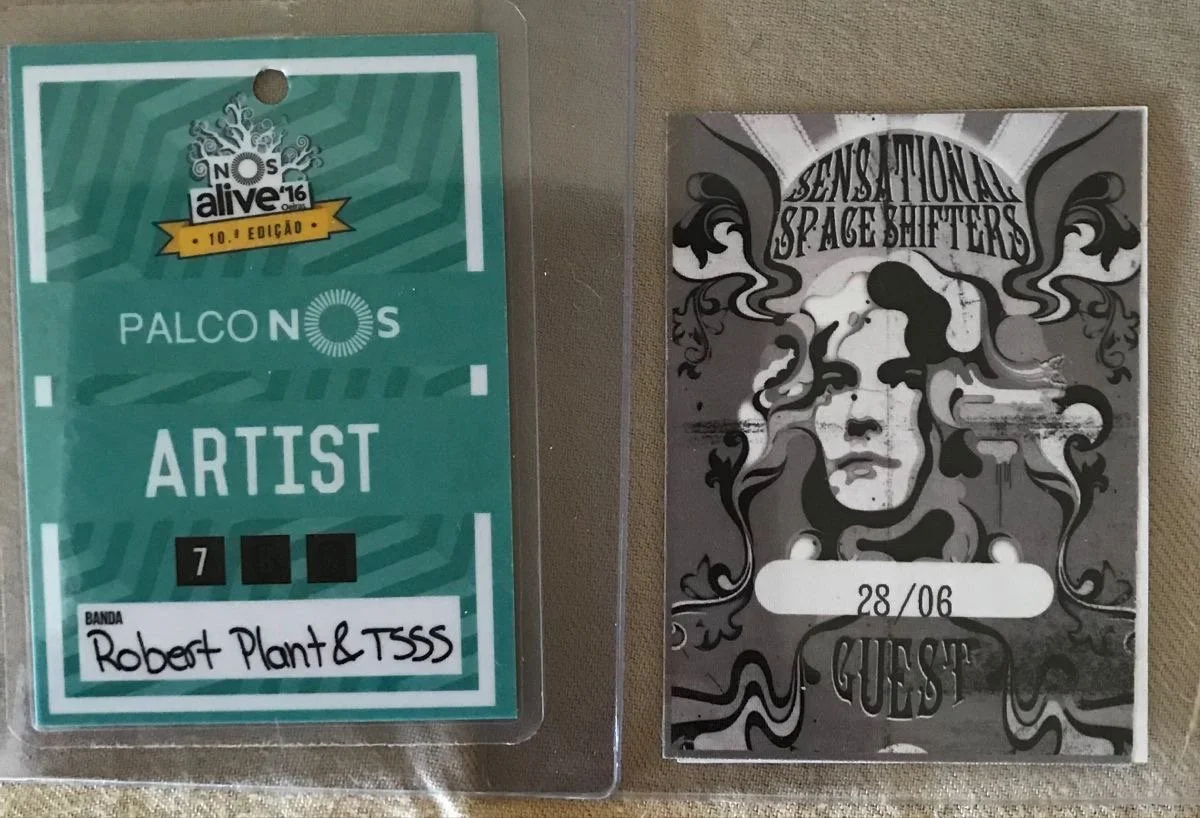 NOS
alive'16
Oeiras
• 10.ª EDIÇÃO •
PALCO NOS
ARTIST
7
BANDA
Robert Plant & TSSS
SENSATIONAL
SPACE SHIFTERS
28/06
GUEST